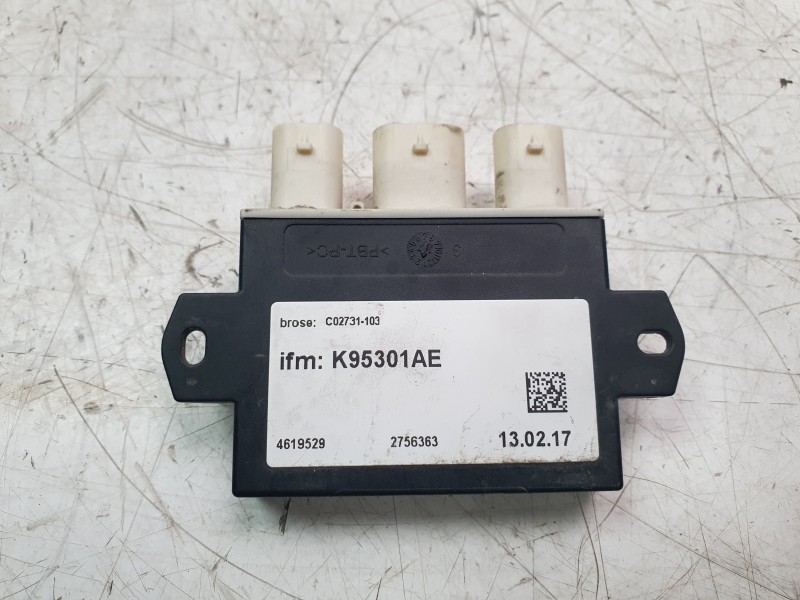 >PBT-PC<
brose: C02731-103
ifm: K95301AE
4619529 2756363 13.02.17